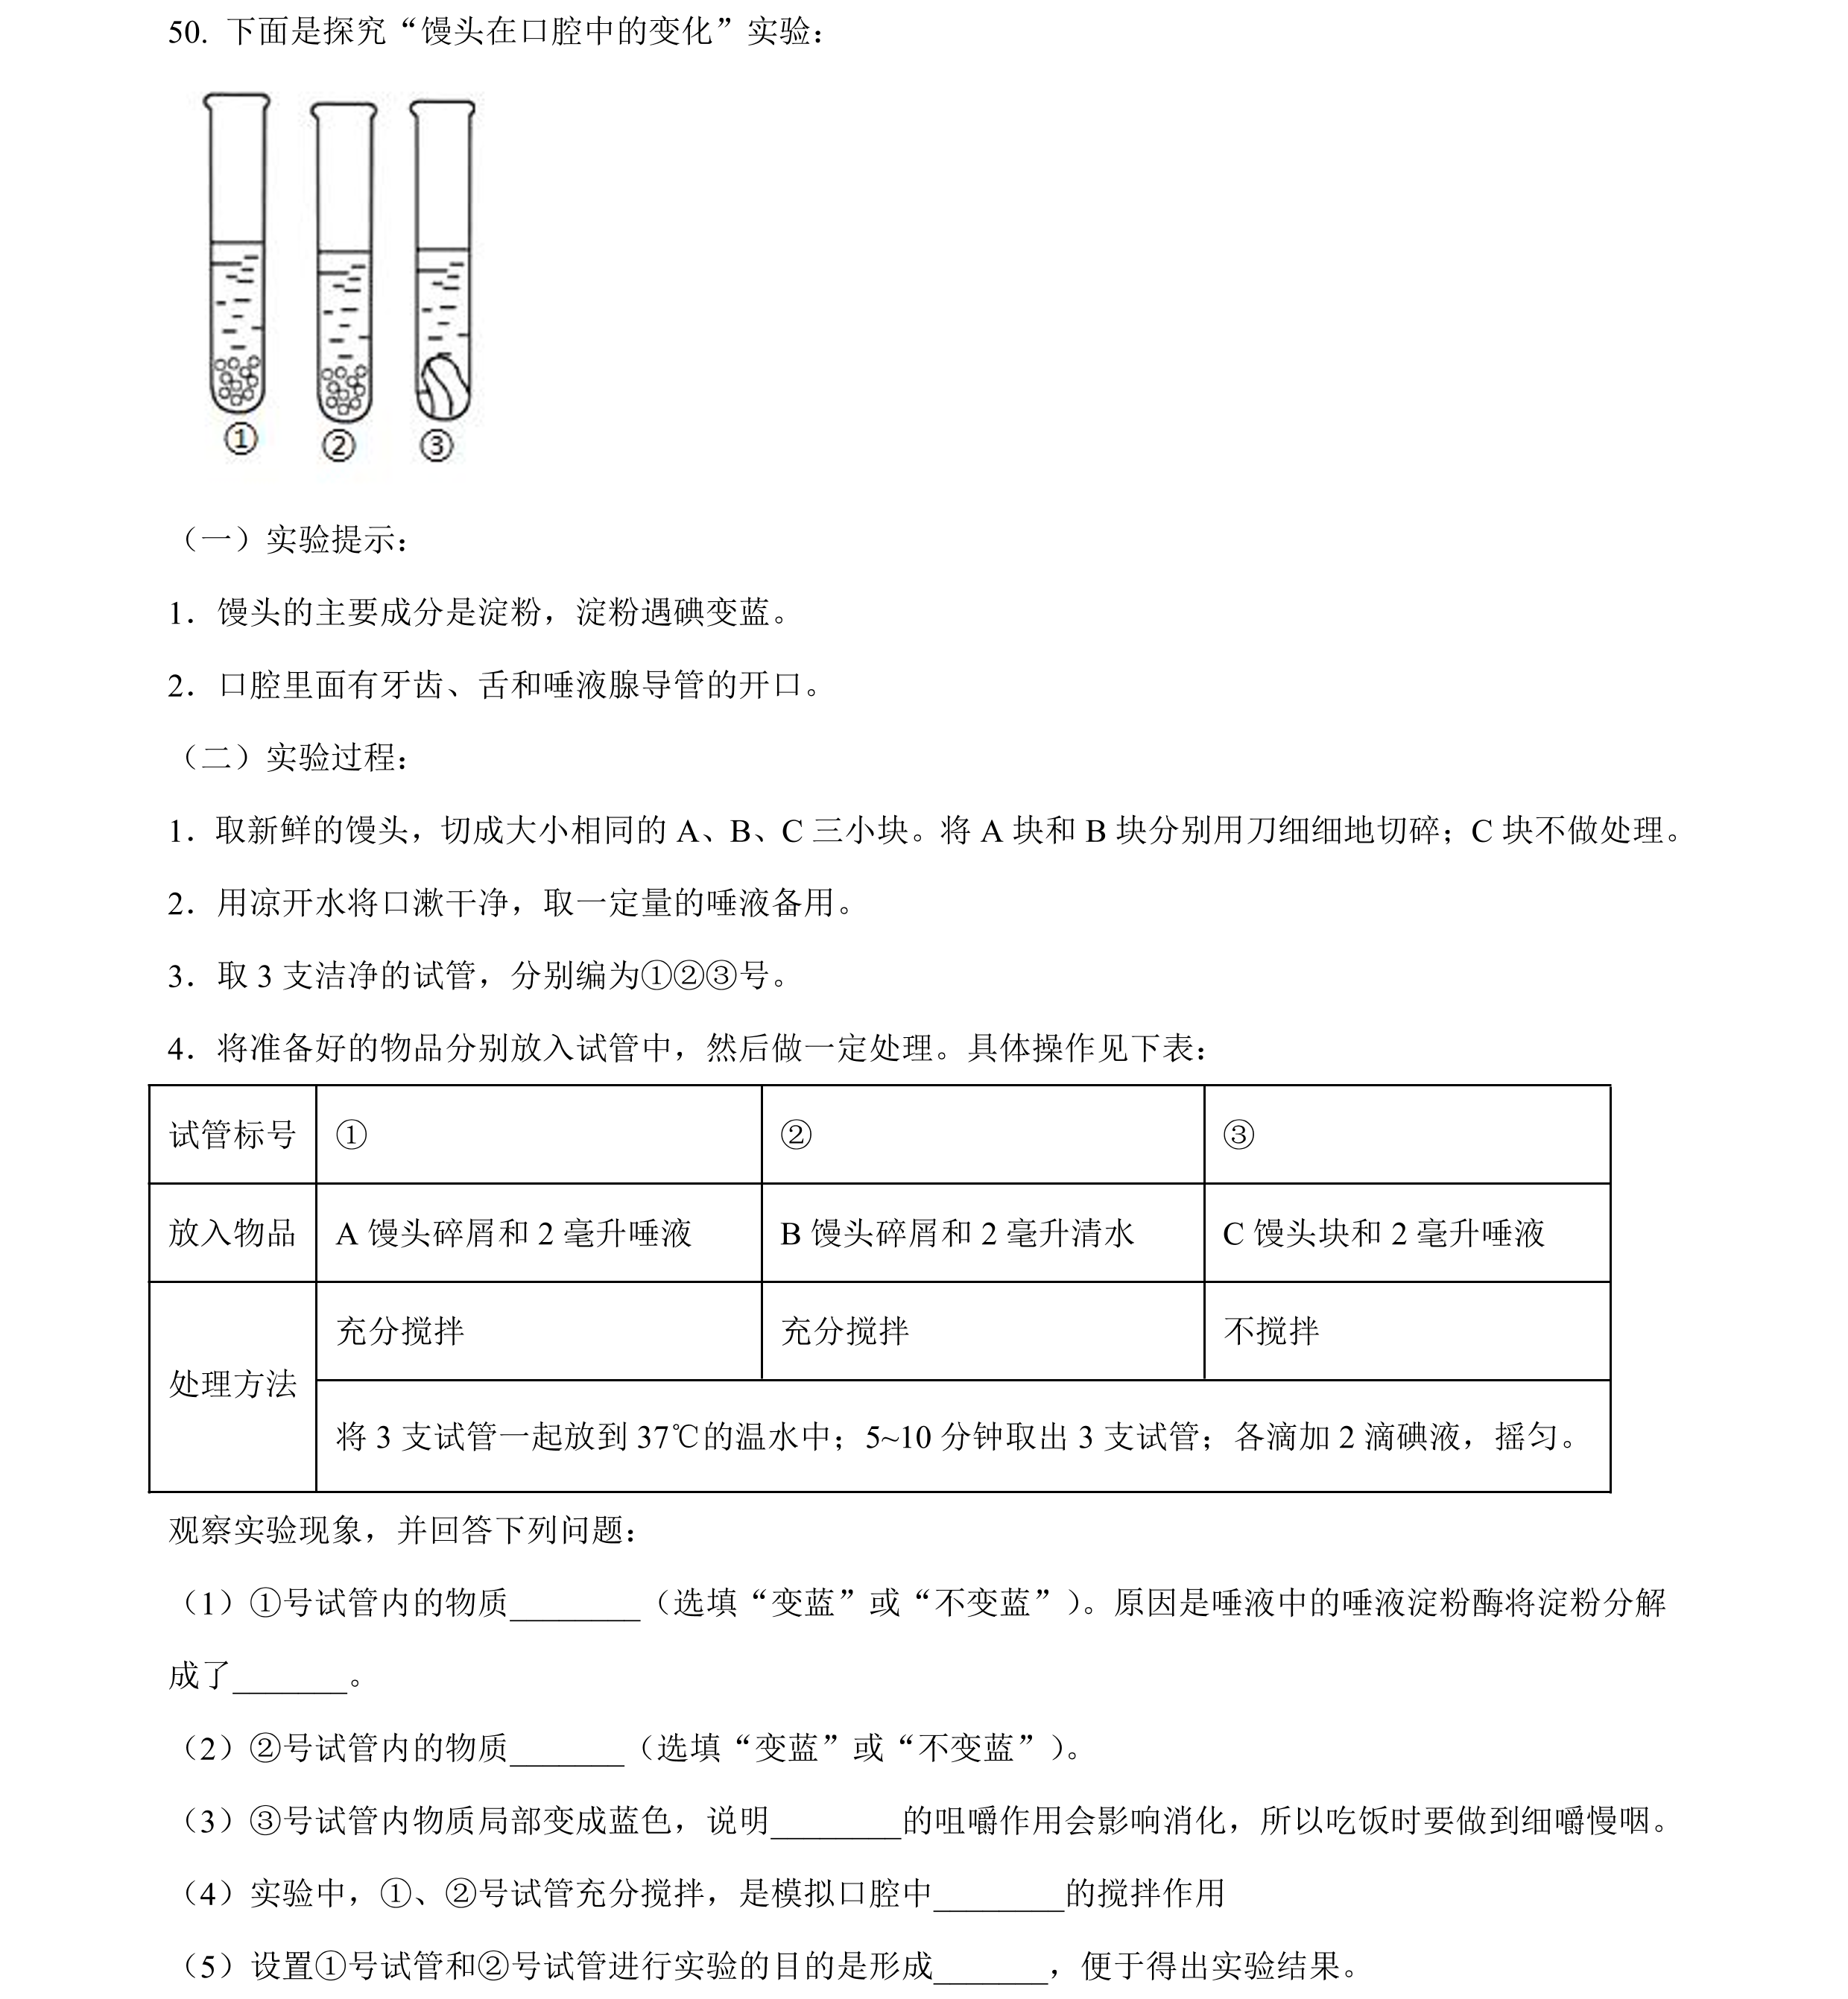 50. 下面是探究“馒头在口腔中的变化”实验：
① ② ③
（一）实验提示：
1．馒头的主要成分是淀粉，淀粉遇碘变蓝。
2．口腔里面有牙齿、舌和唾液腺导管的开口。
（二）实验过程：
1．取新鲜的馒头，切成大小相同的 A、B、C 三小块。将 A 块和 B 块分别用刀细细地切碎；C 块不做处理。
2．用凉开水将口漱干净，取一定量的唾液备用。
3．取 3 支洁净的试管，分别编为①②③号。
4．将准备好的物品分别放入试管中，然后做一定处理。具体操作见下表：
试管标号 ① ② ③
放入物品 A 馒头碎屑和 2 毫升唾液 B 馒头碎屑和 2 毫升清水 C 馒头块和 2 毫升唾液
处理方法 充分搅拌 充分搅拌 不搅拌
将 3 支试管一起放到 37℃的温水中；5~10 分钟取出 3 支试管；各滴加 2 滴碘液，摇匀。
观察实验现象，并回答下列问题：
（1）①号试管内的物质________（选填“变蓝”或“不变蓝”）。原因是唾液中的唾液淀粉酶将淀粉分解
成了_______。
（2）②号试管内的物质_______（选填“变蓝”或“不变蓝”）。
（3）③号试管内物质局部变成蓝色，说明________的咀嚼作用会影响消化，所以吃饭时要做到细嚼慢咽。
（4）实验中，①、②号试管充分搅拌，是模拟口腔中________的搅拌作用
（5）设置①号试管和②号试管进行实验的目的是形成_______，便于得出实验结果。